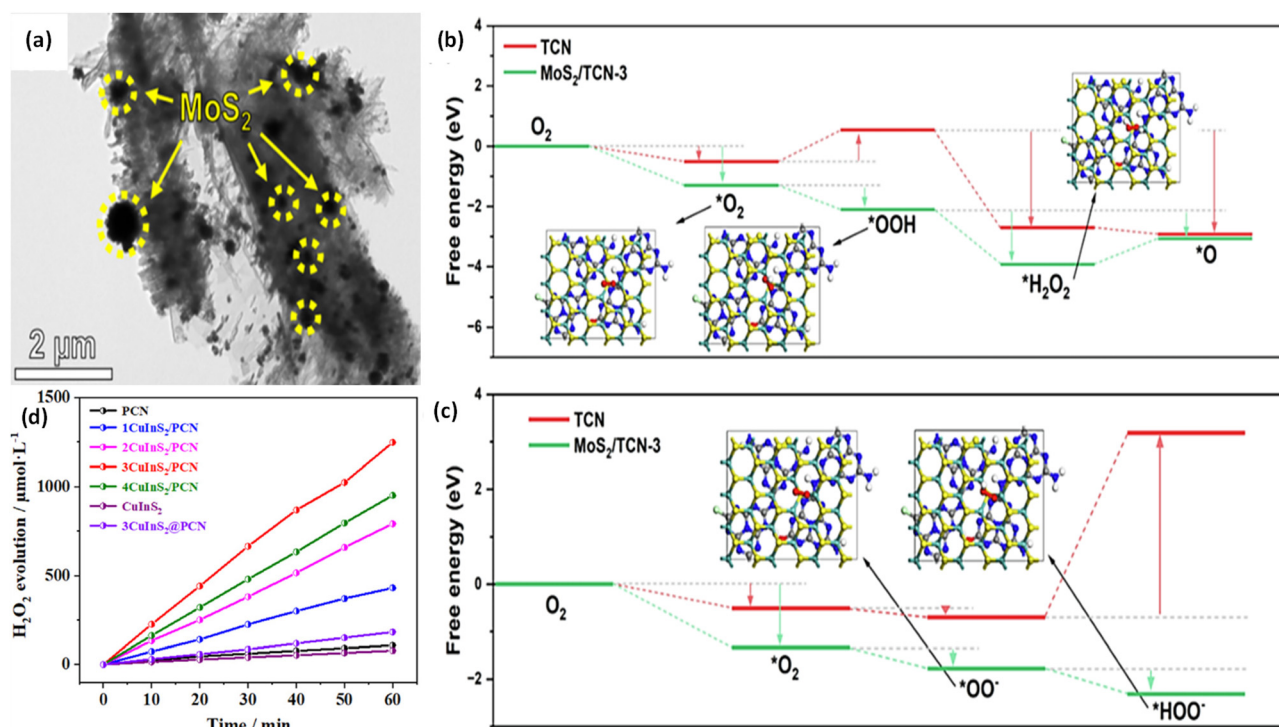 (a)
MoS₂
2 μm
(b)
TCN
MoS₂/TCN-3
Free energy (eV)
4
2
0
−2
−4
−6
O₂
*O₂
*OOH
*H₂O₂
*O
(d)
H₂O₂ evolution / μmol·L⁻¹
1500
1000
500
0
PCN
1CuInS₂/PCN
2CuInS₂/PCN
3CuInS₂/PCN
4CuInS₂/PCN
CuInS₂
3CuInS₂@PCN
0 10 20 30 40 50 60
Time / min
(c)
TCN
MoS₂/TCN-3
Free energy (eV)
4
2
0
−2
O₂
*O₂
*OO⁻
*HOO⁻